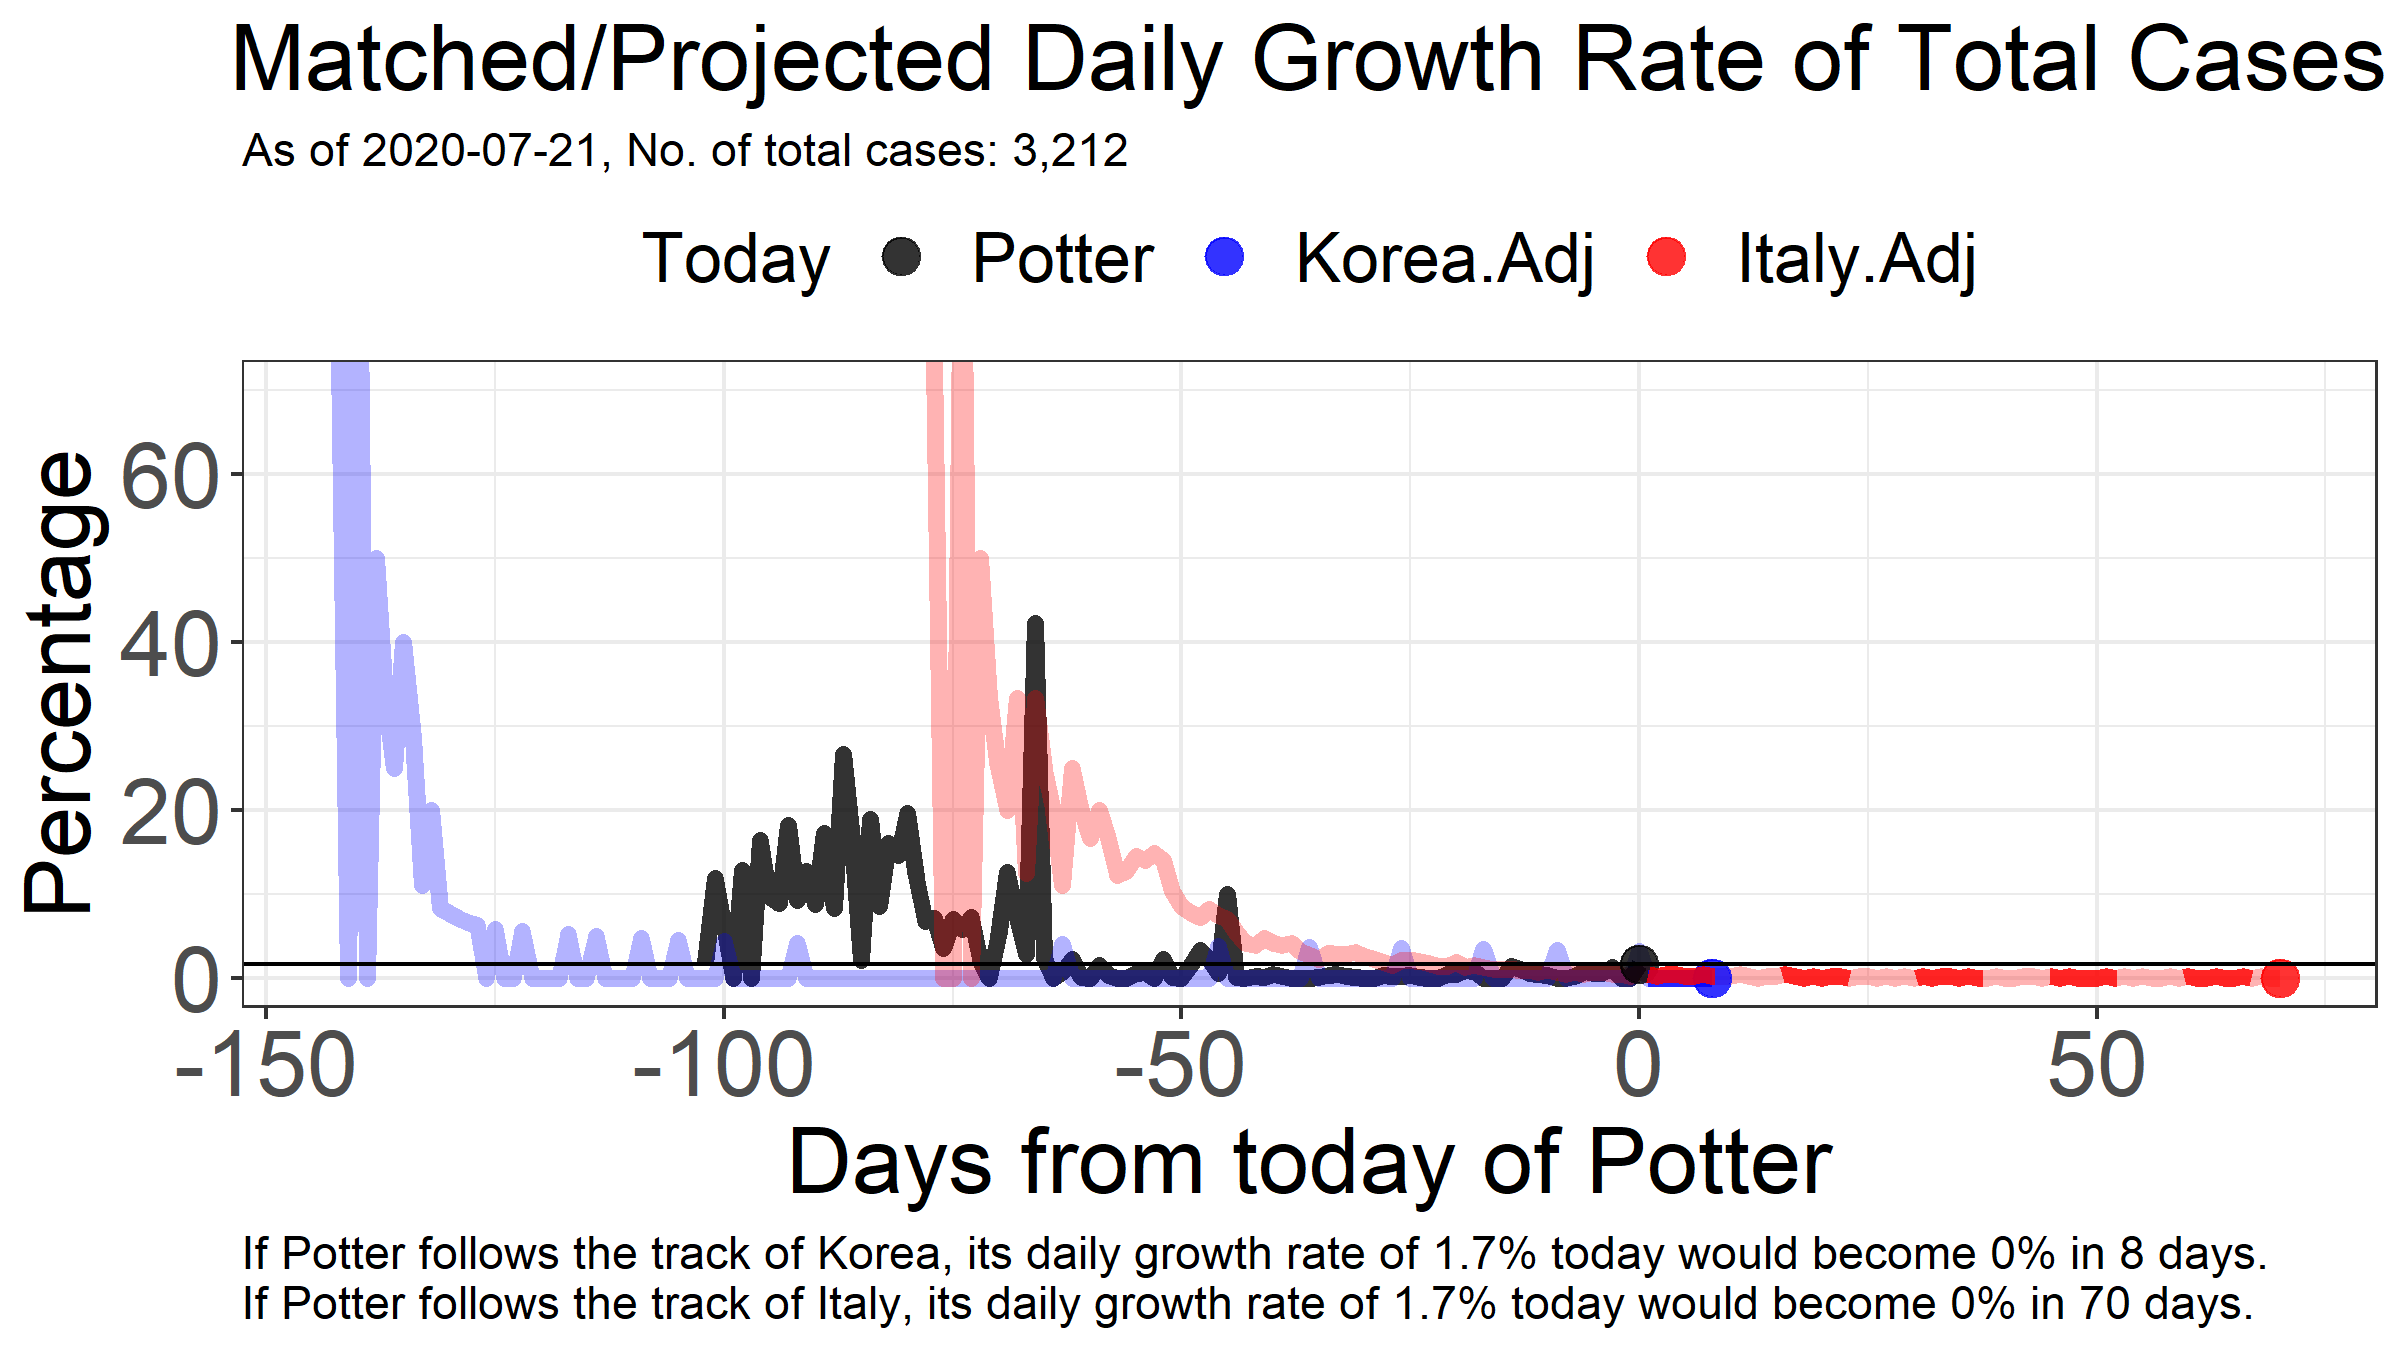 Matched/Projected Daily Growth Rate of Total Cases
As of 2020-07-21, No. of total cases: 3,212
Today Potter Korea.Adj Italy.Adj
Percentage
60
40
20
0
-150 -100 -50 0 50
Days from today of Potter
If Potter follows the track of Korea, its daily growth rate of 1.7% today would become 0% in 8 days.
If Potter follows the track of Italy, its daily growth rate of 1.7% today would become 0% in 70 days.